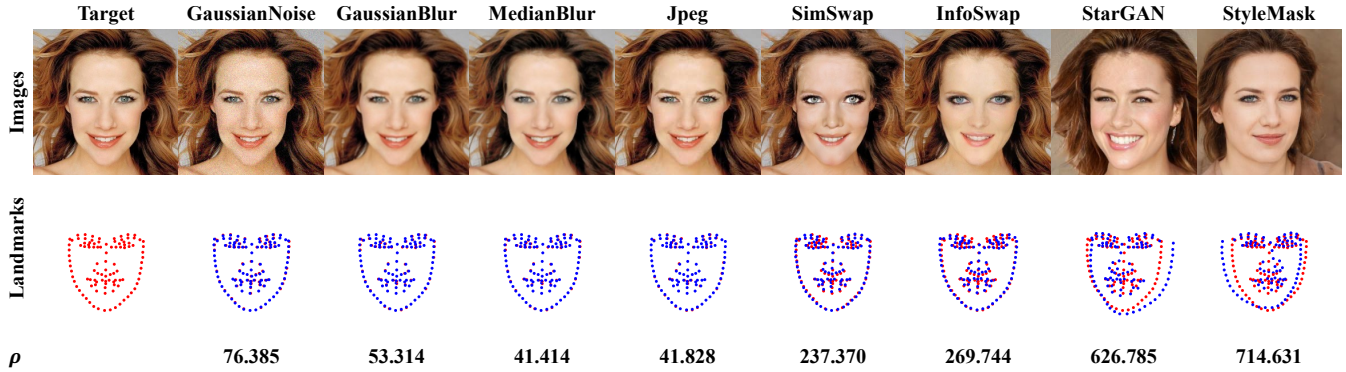 Target GaussianNoise GaussianBlur MedianBlur Jpeg SimSwap InfoSwap StarGAN StyleMask
Images
Landmarks
ρ 76.385 53.314 41.414 41.828 237.370 269.744 626.785 714.631